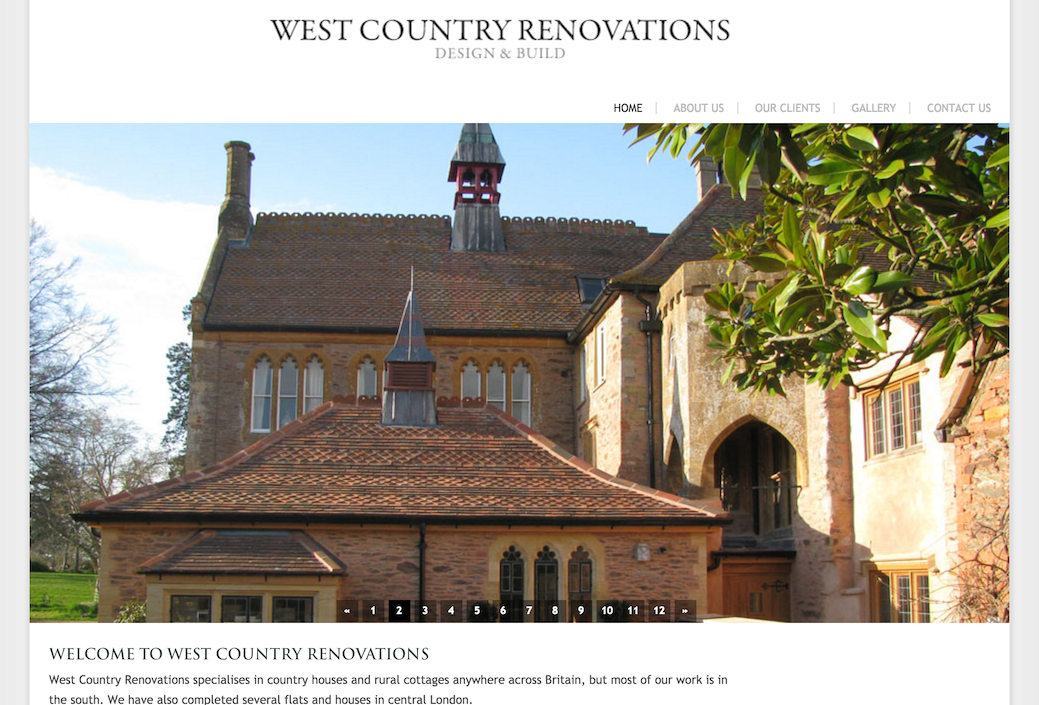 WEST COUNTRY RENOVATIONS
DESIGN & BUILD
HOME | ABOUT US | OUR CLIENTS | GALLERY | CONTACT US
« 1 2 3 4 5 6 7 8 9 10 11 12 »
WELCOME TO WEST COUNTRY RENOVATIONS
West Country Renovations specialises in country houses and rural cottages anywhere across Britain, but most of our work is in
the south. We have also completed several flats and houses in central London.